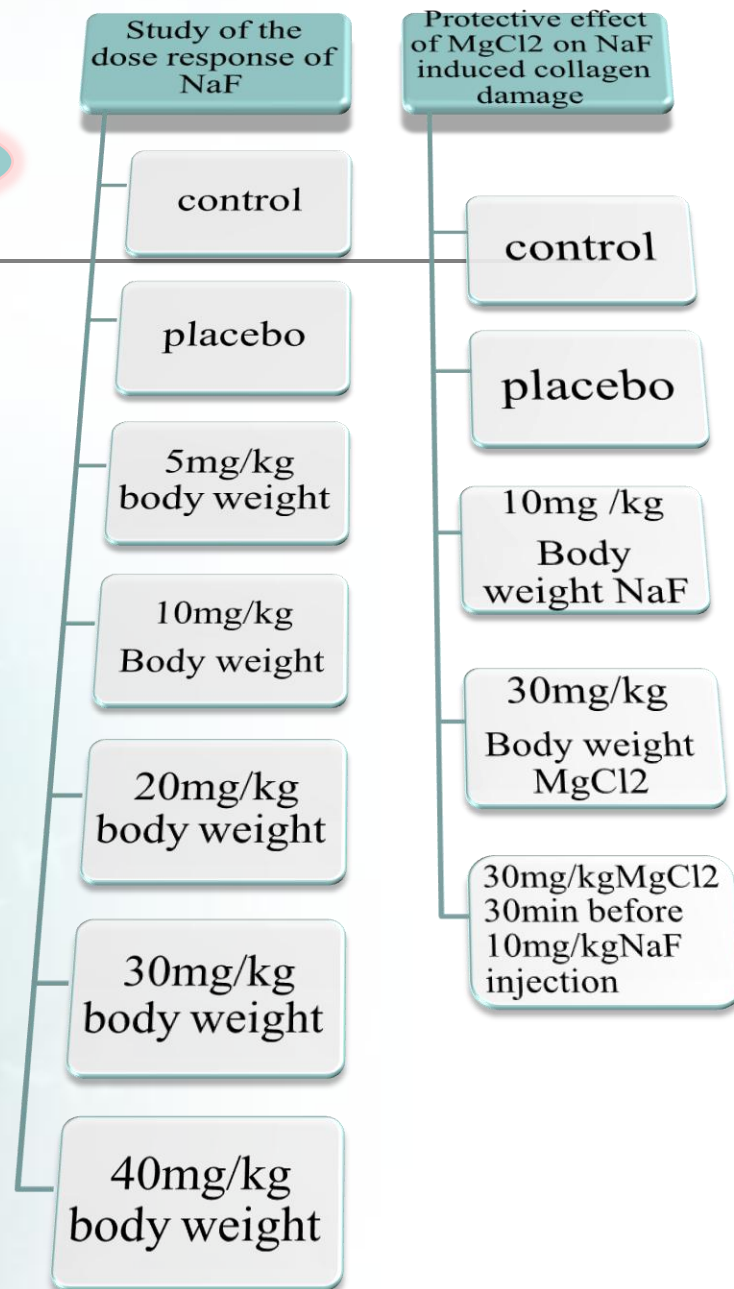 Study of the
dose response of
NaF
control
placebo
5mg/kg
body weight
10mg/kg
Body weight
20mg/kg
body weight
30mg/kg
body weight
40mg/kg
body weight
Protective effect
of MgCl2 on NaF
induced collagen
damage
control
placebo
10mg /kg
Body
weight NaF
30mg/kg
Body weight
MgCl2
30mg/kgMgCl2
30min before
10mg/kgNaF
injection